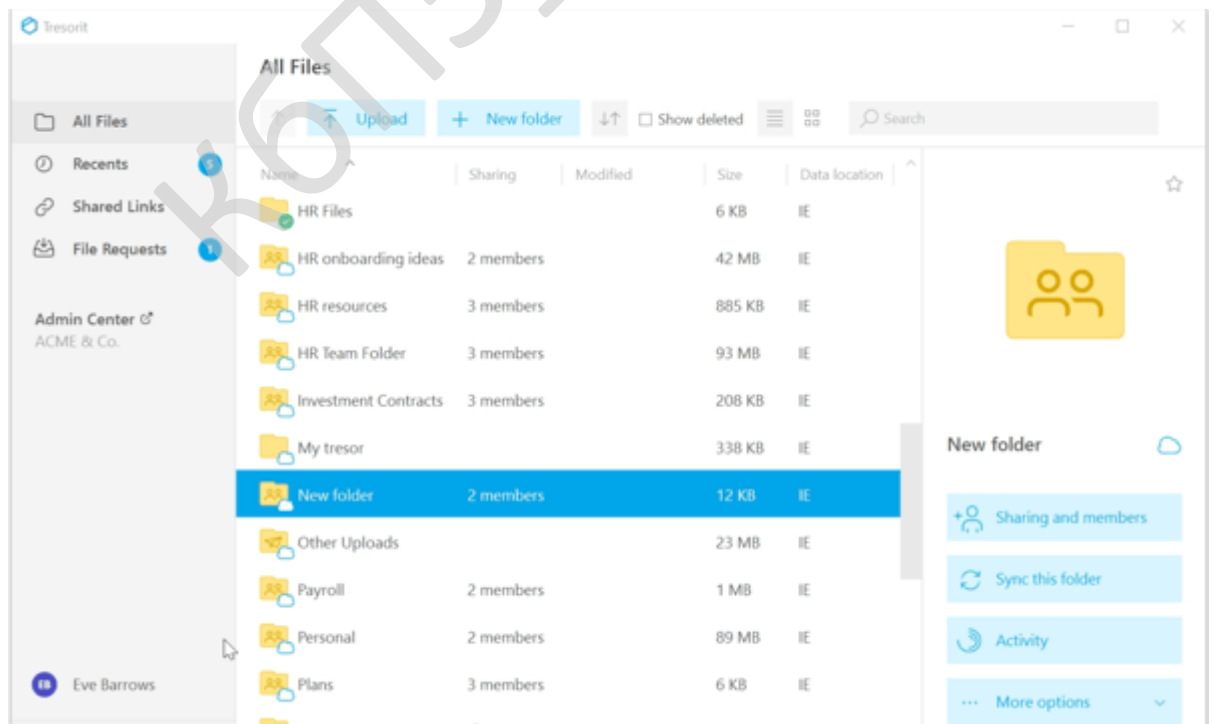 Tresorit
All Files
All Files
Upload
New folder
Show deleted
Search
Recents 5
Shared Links
File Requests 1
Admin Center
ACME & Co.
Eve Barrows
EB
Name Sharing Modified Size Data location
HR Files 6 KB IE
HR onboarding ideas 2 members 42 MB IE
HR resources 3 members 885 KB IE
HR Team Folder 3 members 93 MB IE
Investment Contracts 3 members 208 KB IE
My tresor 338 KB IE
New folder 2 members 12 KB IE
Other Uploads 23 MB IE
Payroll 2 members 1 MB IE
Personal 2 members 89 MB IE
Plans 3 members 6 KB IE
New folder
Sharing and members
Sync this folder
Activity
More options